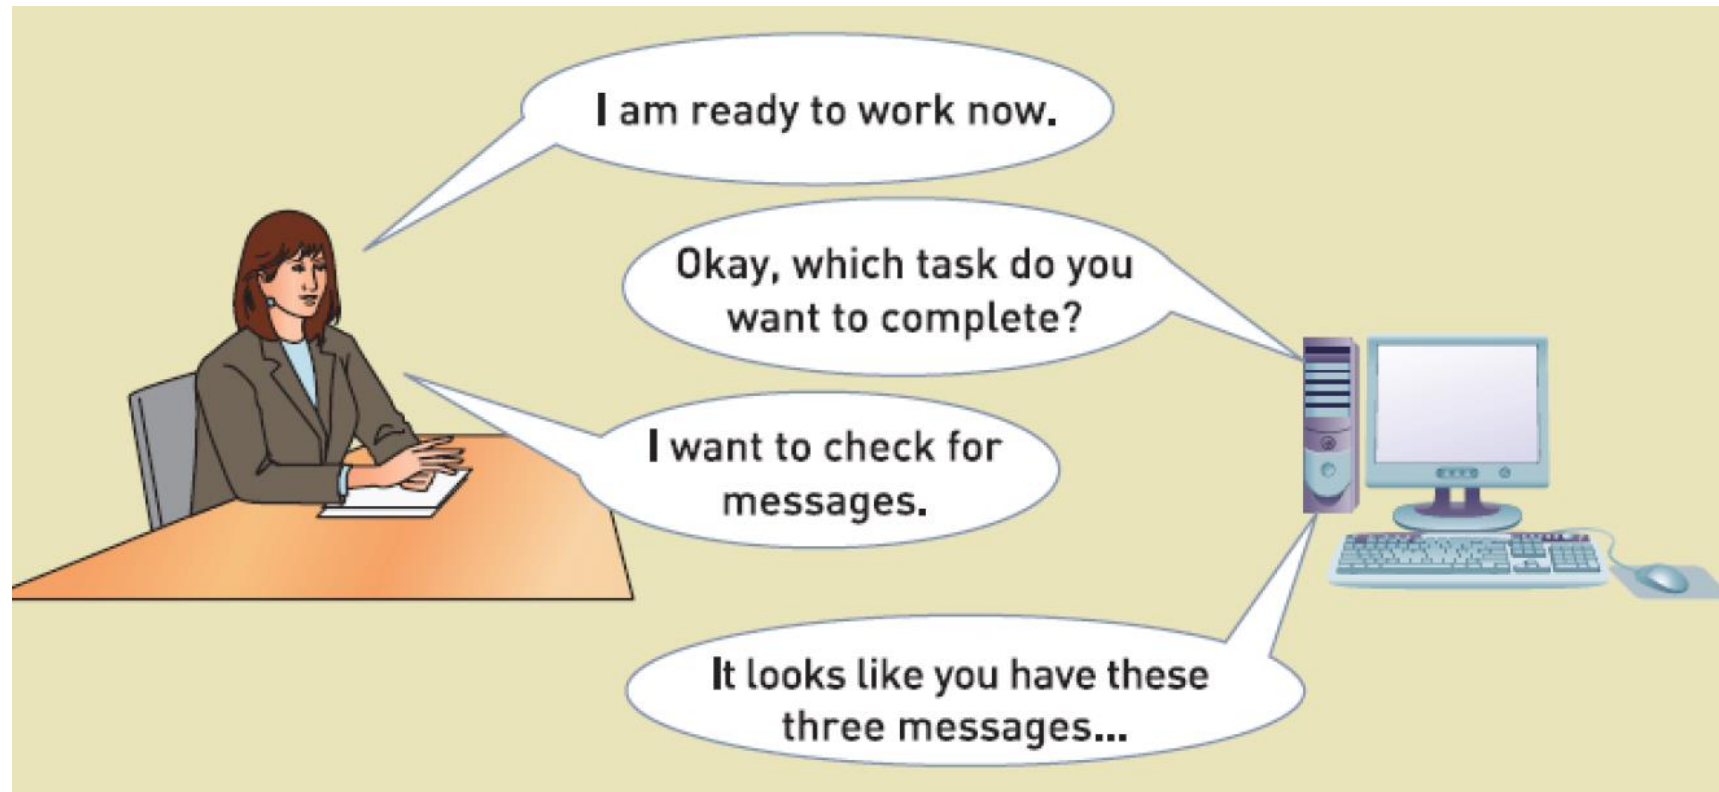 I am ready to work now.
Okay, which task do you
want to complete?
I want to check for
messages.
It looks like you have these
three messages...